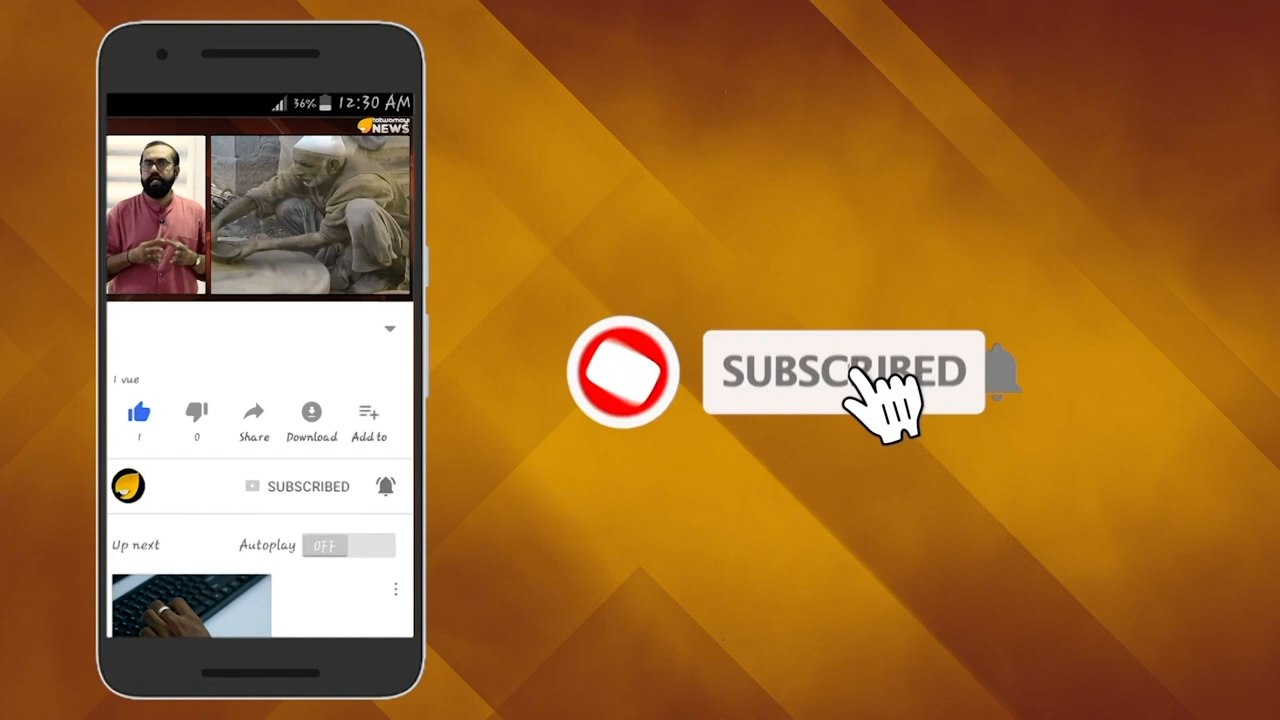 36% 12:30 AM
tatwamayi
NEWS
1 vue
1
0
Share
Download
Add to
SUBSCRIBED
Up next
Autoplay
OFF
SUBSCRIBED